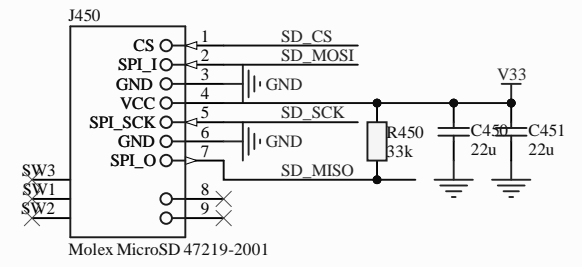 J450
CS 1 SD_CS
SPI_I 2 SD_MOSI
GND 3 GND
VCC 4 V33
SPI_SCK 5 SD_SCK
GND 6 GND
SPI_O 7 SD_MISO
R450
33k
C450
22u
C451
22u
SW3
SW1 8
SW2 9
Molex MicroSD 47219-2001